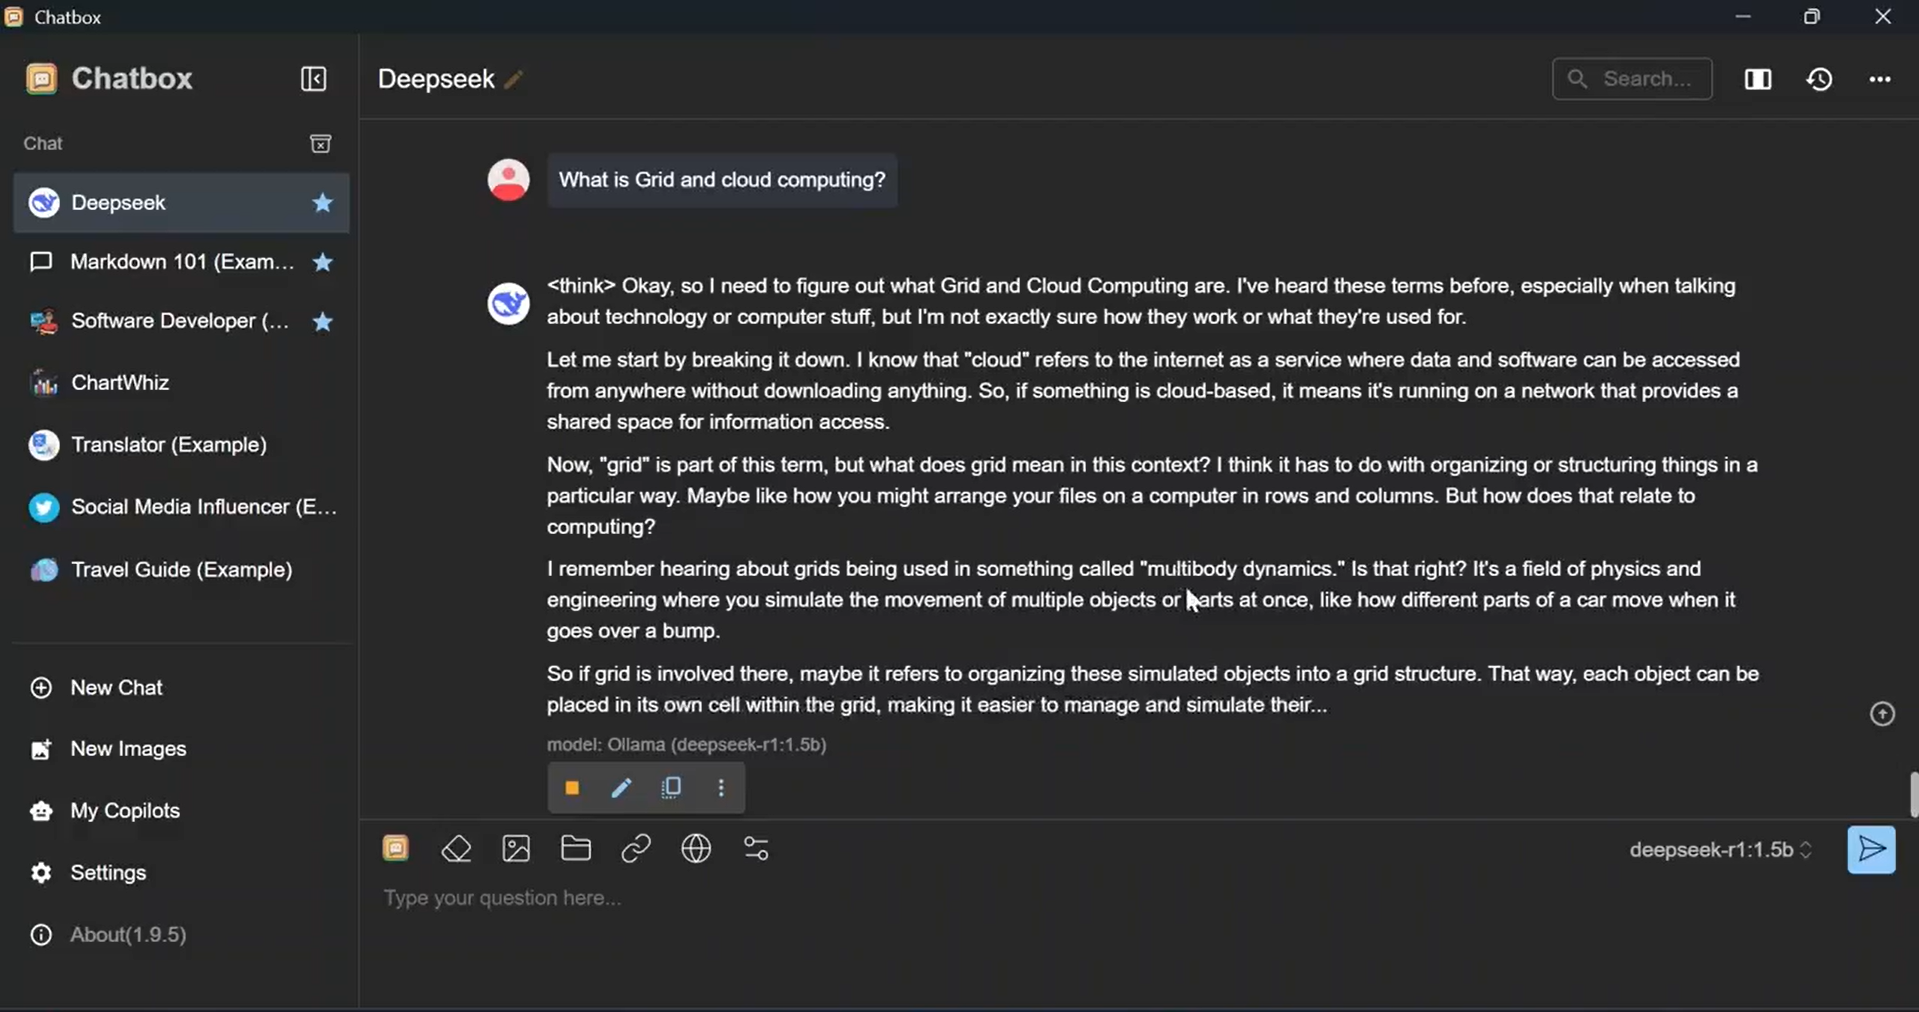 Chatbox
Chatbox
Deepseek
Search...
Chat
Deepseek
Markdown 101 (Exam...
Software Developer (...
ChartWhiz
Translator (Example)
Social Media Influencer (E...
Travel Guide (Example)
New Chat
New Images
My Copilots
Settings
About(1.9.5)
What is Grid and cloud computing?
<think> Okay, so I need to figure out what Grid and Cloud Computing are. I've heard these terms before, especially when talking
about technology or computer stuff, but I'm not exactly sure how they work or what they're used for.
Let me start by breaking it down. I know that "cloud" refers to the internet as a service where data and software can be accessed
from anywhere without downloading anything. So, if something is cloud-based, it means it's running on a network that provides a
shared space for information access.
Now, "grid" is part of this term, but what does grid mean in this context? I think it has to do with organizing or structuring things in a
particular way. Maybe like how you might arrange your files on a computer in rows and columns. But how does that relate to
computing?
I remember hearing about grids being used in something called "multibody dynamics." Is that right? It's a field of physics and
engineering where you simulate the movement of multiple objects or parts at once, like how different parts of a car move when it
goes over a bump.
So if grid is involved there, maybe it refers to organizing these simulated objects into a grid structure. That way, each object can be
placed in its own cell within the grid, making it easier to manage and simulate their...
model: Ollama (deepseek-r1:1.5b)
deepseek-r1:1.5b
Type your question here...